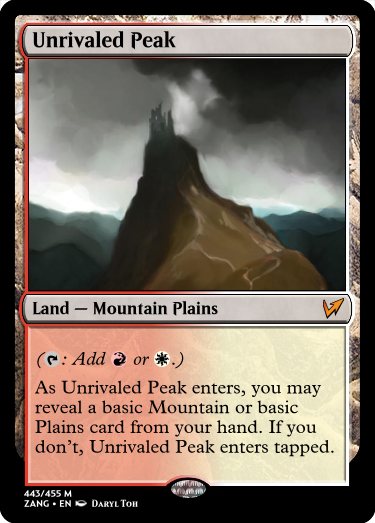 Unrivaled Peak
Land — Mountain Plains
(: Add or .)
As Unrivaled Peak enters, you may
reveal a basic Mountain or basic
Plains card from your hand. If you
don't, Unrivaled Peak enters tapped.
443/455 M
ZANG • EN Daryl Toh